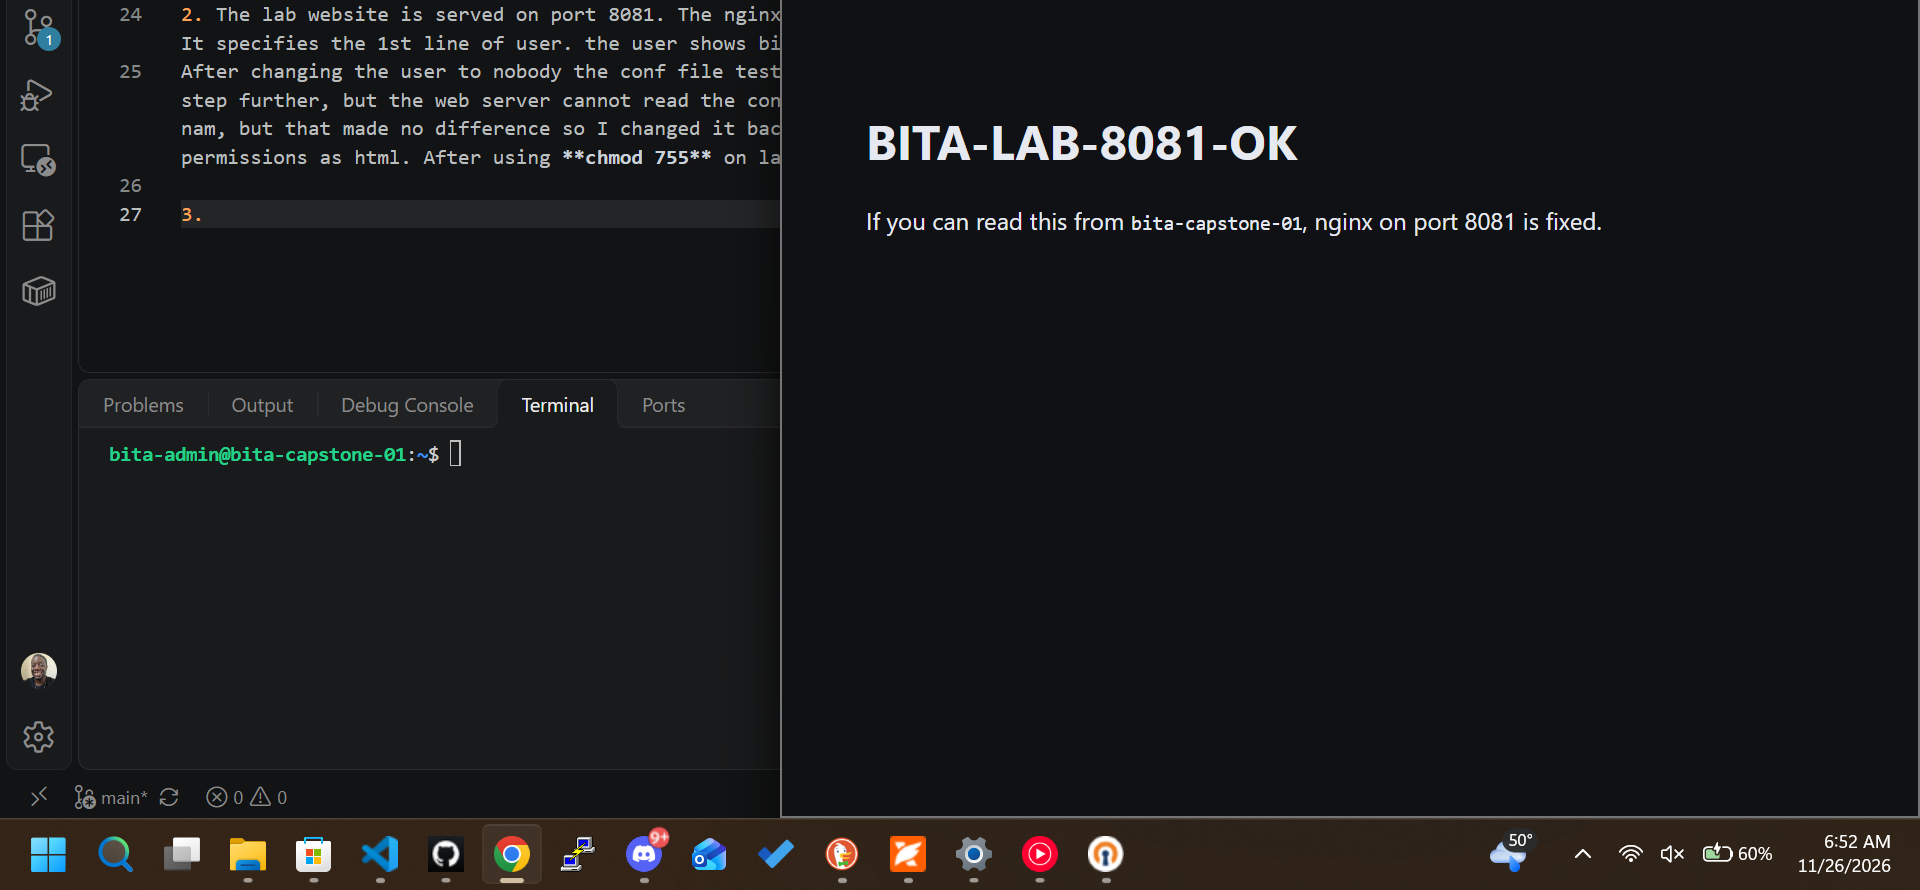 1
24 2. The lab website is served on port 8081. The nginx
It specifies the 1st line of user. the user shows bi
25 After changing the user to nobody the conf file test
step further, but the web server cannot read the con
nam, but that made no difference so I changed it bac
permissions as html. After using **chmod 755** on la
26
27 3.
Problems Output Debug Console Terminal Ports
bita-admin@bita-capstone-01:~$
main* 0 0
BITA-LAB-8081-OK
If you can read this from bita-capstone-01, nginx on port 8081 is fixed.
9+
50°
60%
6:52 AM
11/26/2026